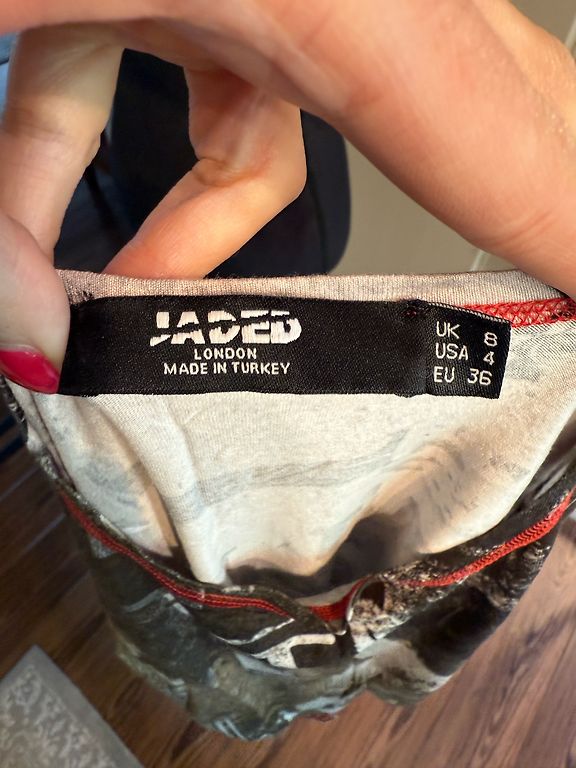 JADED
LONDON
MADE IN TURKEY
UK 8
USA 4
EU 36